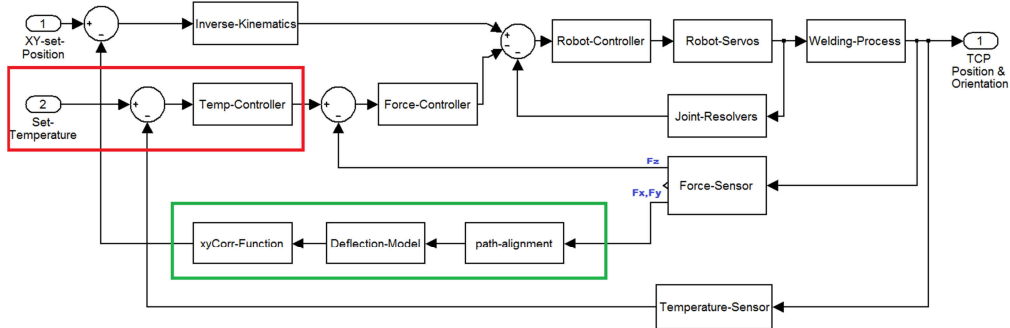 1
XY-set-
Position
+
-
Inverse-Kinematics
+
-
-
Robot-Controller
Robot-Servos
Welding-Process
1
TCP
Position &
Orientation
2
Set-
Temperature
-
Temp-Controller
+
-
Force-Controller
Joint-Resolvers
Fz
Fx,Fy
Force-Sensor
xyCorr-Function
Deflection-Model
path-alignment
Temperature-Sensor